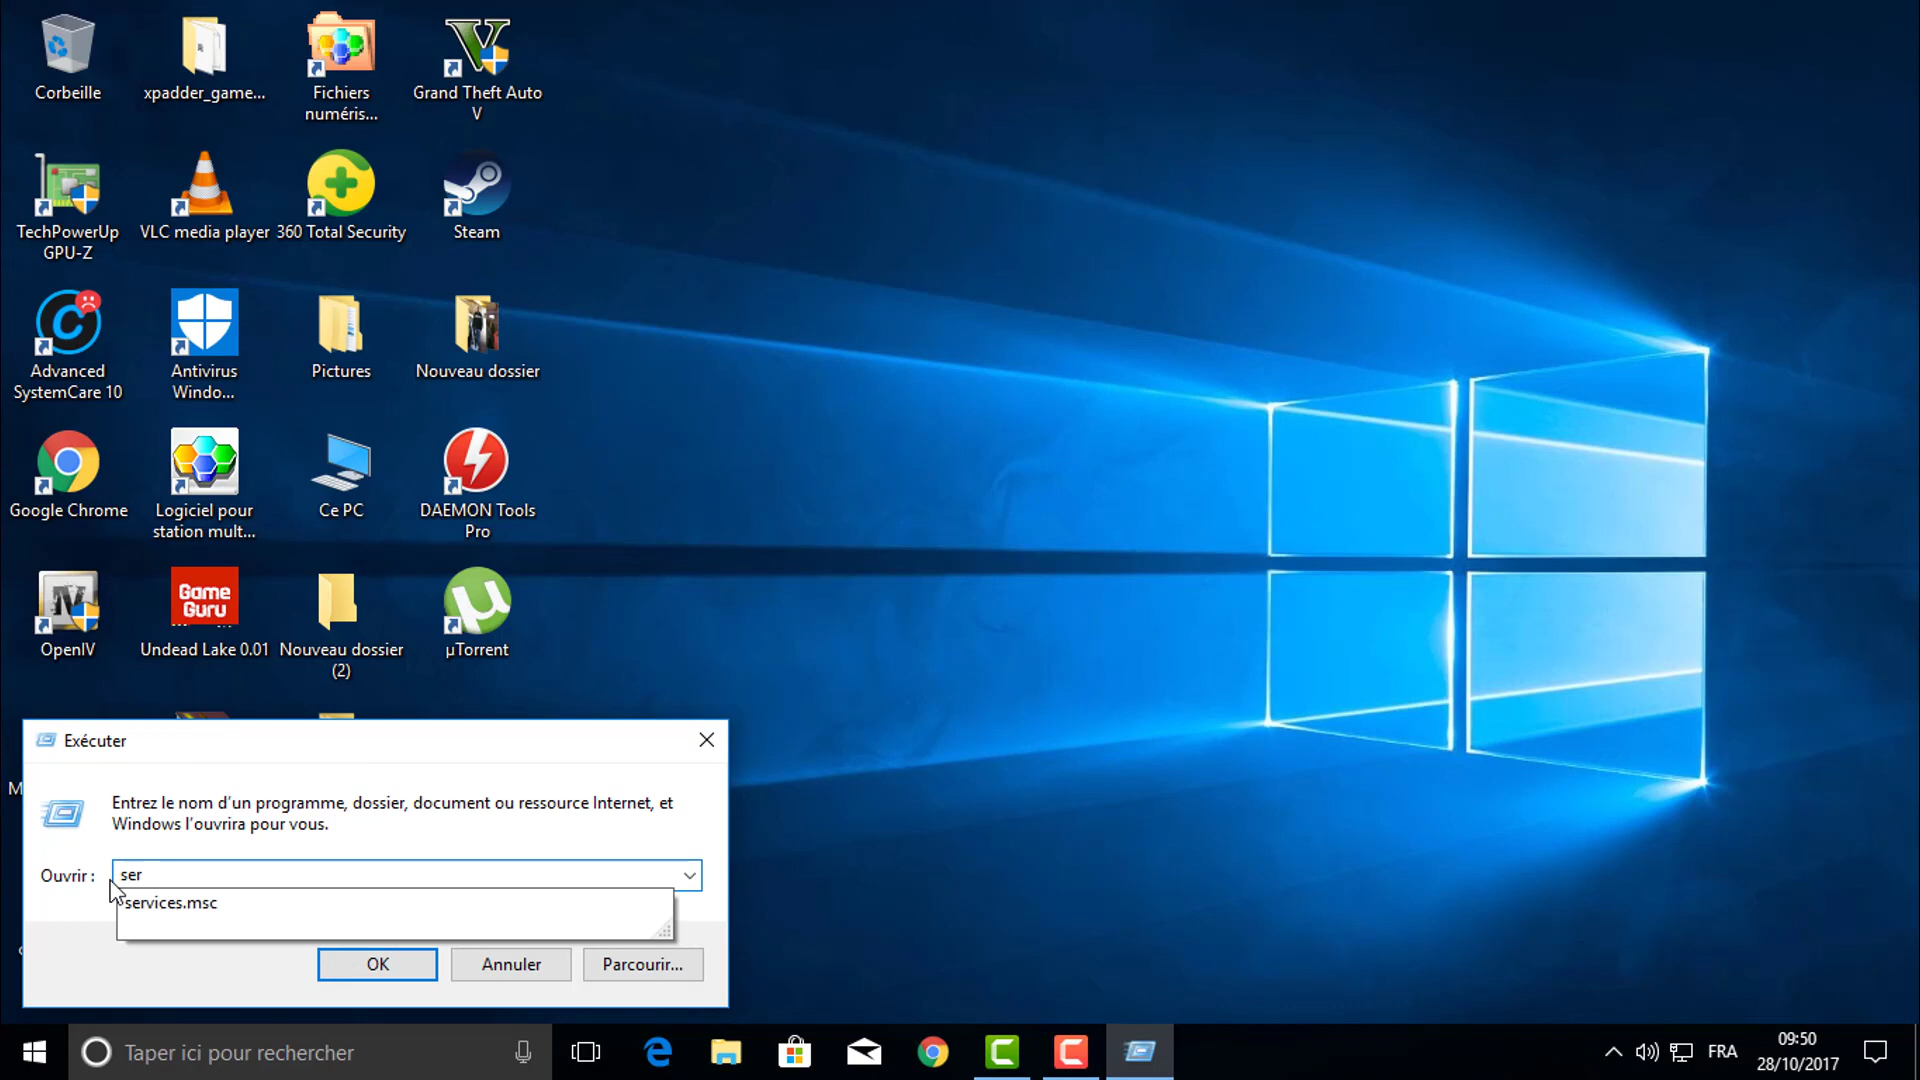 Corbeille
xpadder_game...
Fichiers
numéris...
Grand Theft Auto
V
TechPowerUp
GPU-Z
VLC media player
360 Total Security
Steam
Advanced
SystemCare 10
Antivirus
Windo...
Pictures
Nouveau dossier
Google Chrome
Logiciel pour
station mult...
Ce PC
DAEMON Tools
Pro
Game
Guru
OpenIV
Undead Lake 0.01
Nouveau dossier
(2)
µTorrent
Exécuter
Entrez le nom d'un programme, dossier, document ou ressource Internet, et
Windows l'ouvrira pour vous.
Ouvrir :
ser
services.msc
OK
Annuler
Parcourir...
Taper ici pour rechercher
FRA
09:50
28/10/2017